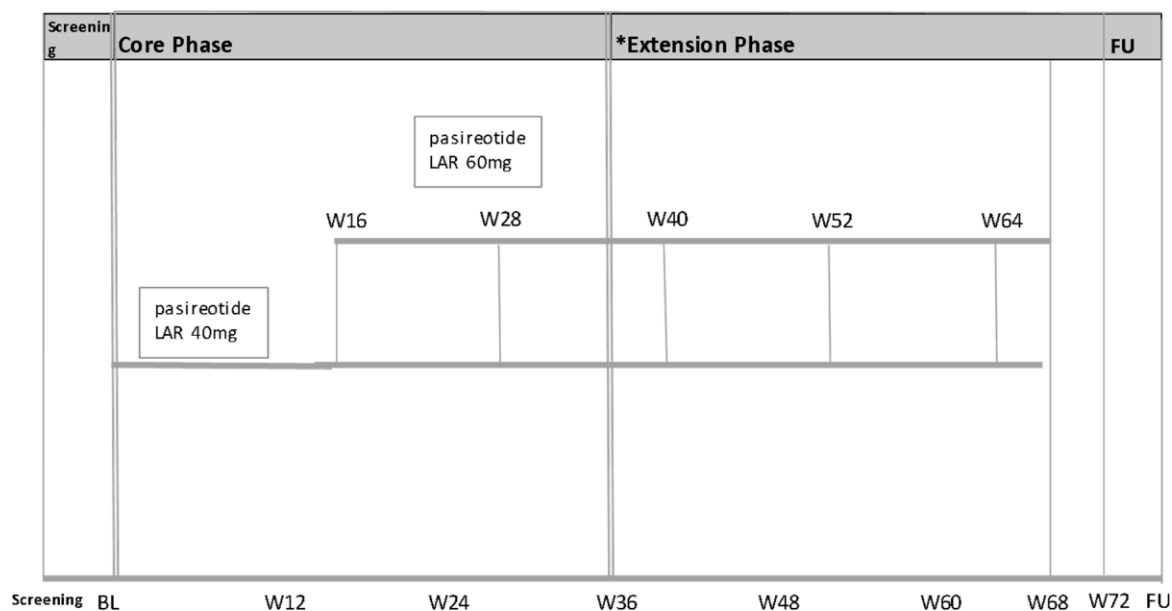 Screenin
g
Core Phase
*Extension Phase
FU
pasireotide
LAR 60mg
W16 W28 W40 W52 W64
pasireotide
LAR 40mg
Screening BL W12 W24 W36 W48 W60 W68 W72 FU